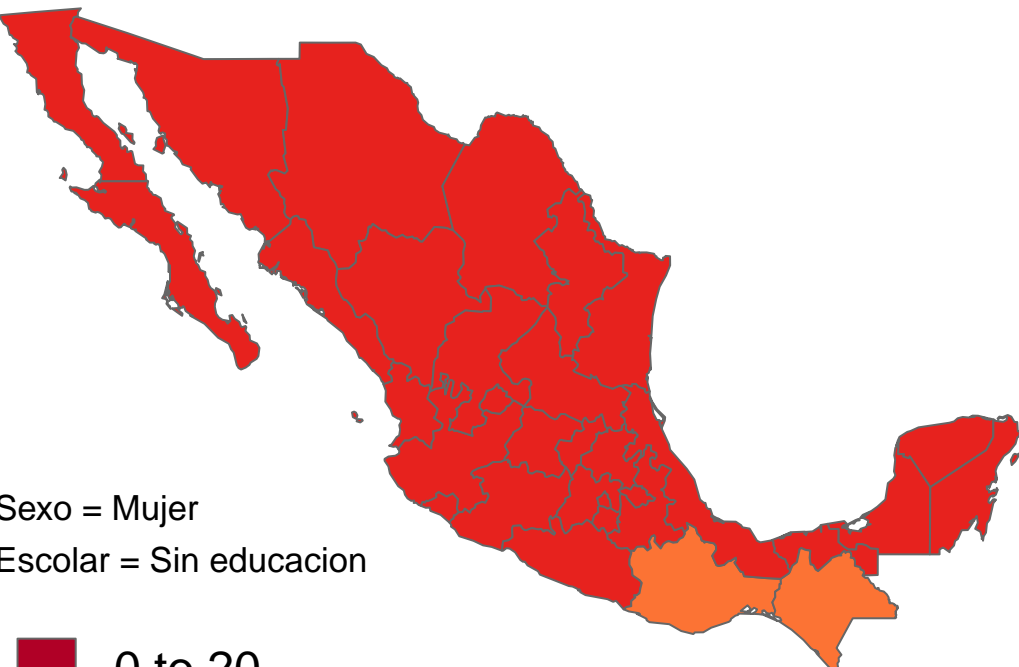 Sexo = Mujer
Escolar = Sin educacion
0 to 20